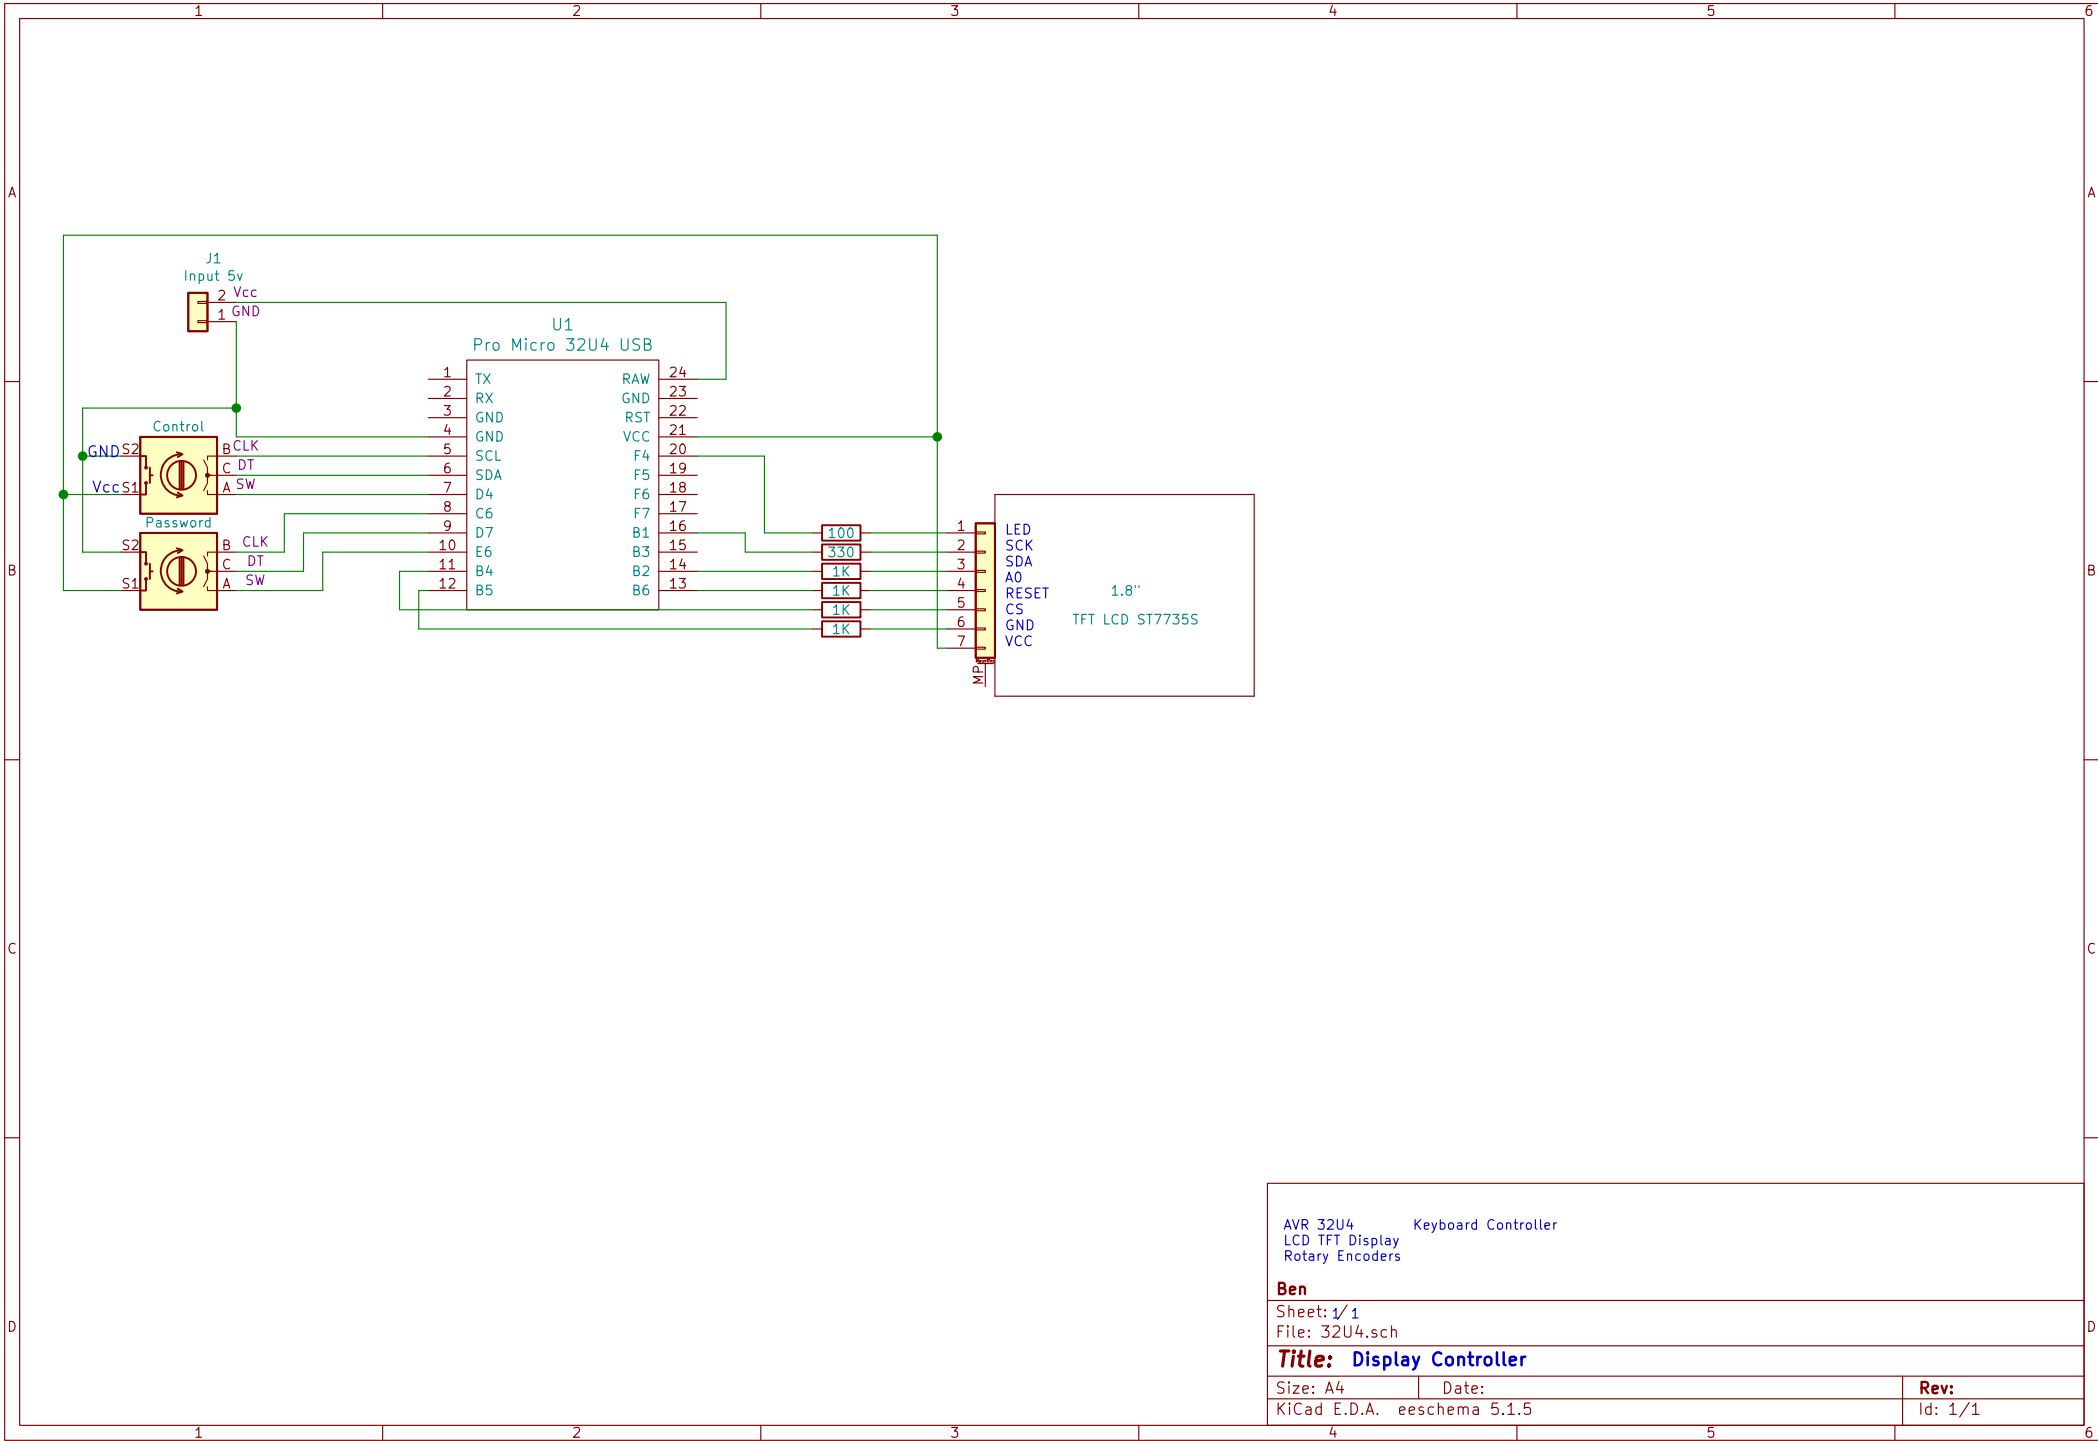 1 2 3 4 5 6
A A
J1
Input 5v
2 Vcc
1 GND
U1
Pro Micro 32U4 USB
1 TX RAW 24
2 RX GND 23
3 GND RST 22
4 GND VCC 21
5 SCL F4 20
6 SDA F5 19
7 D4 F6 18
8 C6 F7 17
9 D7 B1 16
10 E6 B3 15
11 B4 B2 14
12 B5 B6 13
Control
GND S2 B CLK
C DT
Vcc S1 A SW
Password
S2 B CLK
C DT
S1 A SW
B B
100
330
1K
1K
1K
1K
1
2
3
4
5
6
7
MP
LED
SCK
SDA
A0
RESET
CS
GND
VCC
1.8"
TFT LCD ST7735S
C C
AVR 32U4 Keyboard Controller
LCD TFT Display
Rotary Encoders
Ben
Sheet: 1/1
File: 32U4.sch
D D
Title: Display Controller
Size: A4 Date: Rev:
KiCad E.D.A. eeschema 5.1.5 Id: 1/1
1 2 3 4 5 6